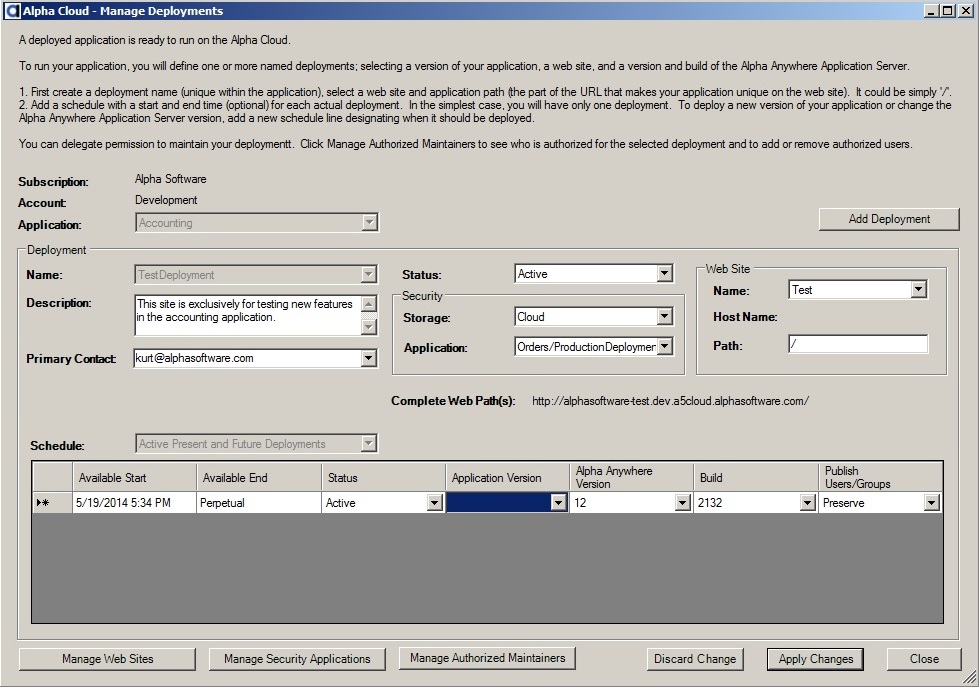 Alpha Cloud - Manage Deployments
A deployed application is ready to run on the Alpha Cloud.
To run your application, you will define one or more named deployments; selecting a version of your application, a web site, and a version and build of the Alpha Anywhere Application Server.
1. First create a deployment name (unique within the application), select a web site and application path (the part of the URL that makes your application unique on the web site). It could be simply '/'.
2. Add a schedule with a start and end time (optional) for each actual deployment. In the simplest case, you will have only one deployment. To deploy a new version of your application or change the
Alpha Anywhere Application Server version, add a new schedule line designating when it should be deployed.
You can delegate permission to maintain your deploymentt. Click Manage Authorized Maintainers to see who is authorized for the selected deployment and to add or remove authorized users.
Subscription: Alpha Software
Account: Development
Application: Accounting
Add Deployment
Deployment
Name: TestDeployment
Description: This site is exclusively for testing new features
in the accounting application.
Primary Contact: kurt@alphasoftware.com
Status: Active
Security
Storage: Cloud
Application: Orders/ProductionDeploymen
Web Site
Name: Test
Host Name:
Path: /
Complete Web Path(s): http://alphasoftware-test.dev.a5cloud.alphasoftware.com/
Schedule: Active Present and Future Deployments
Available Start Available End Status Application Version Alpha Anywhere Version Build Publish Users/Groups
5/19/2014 5:34 PM Perpetual Active 12 2132 Preserve
Manage Web Sites Manage Security Applications Manage Authorized Maintainers Discard Change Apply Changes Close